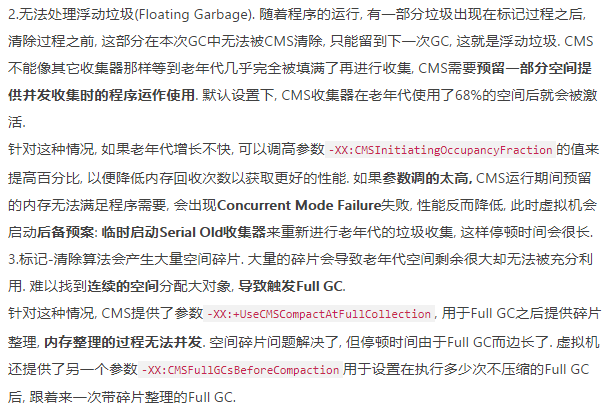 2.无法处理浮动垃圾(Floating Garbage). 随着程序的运行, 有一部分垃圾出现在标记过程之后,
清除过程之前, 这部分在本次GC中无法被CMS清除, 只能留到下一次GC, 这就是浮动垃圾. CMS
不能像其它收集器那样等到老年代几乎完全被填满了再进行收集, CMS需要预留一部分空间提
供并发收集时的程序运作使用. 默认设置下, CMS收集器在老年代使用了68%的空间后就会被激
活.
针对这种情况, 如果老年代增长不快, 可以调高参数 -XX:CMSInitiatingOccupancyFraction 的值来
提高百分比, 以便降低内存回收次数以获取更好的性能. 如果参数调的太高, CMS运行期间预留
的内存无法满足程序需要, 会出现Concurrent Mode Failure失败, 性能反而降低, 此时虚拟机会
启动后备预案: 临时启动Serial Old收集器来重新进行老年代的垃圾收集, 这样停顿时间会很长.
3.标记-清除算法会产生大量空间碎片. 大量的碎片会导致老年代空间剩余很大却无法被充分利
用. 难以找到连续的空间分配大对象, 导致触发Full GC.
针对这种情况, CMS提供了参数 -XX:+UseCMSCompactAtFullCollection , 用于Full GC之后提供碎片
整理, 内存整理的过程无法并发. 空间碎片问题解决了, 但停顿时间由于Full GC而边长了. 虚拟机
还提供了另一个参数 -XX:CMSFullGCsBeforeCompaction 用于设置在执行多少次不压缩的Full GC
后, 跟着来一次带碎片整理的Full GC.